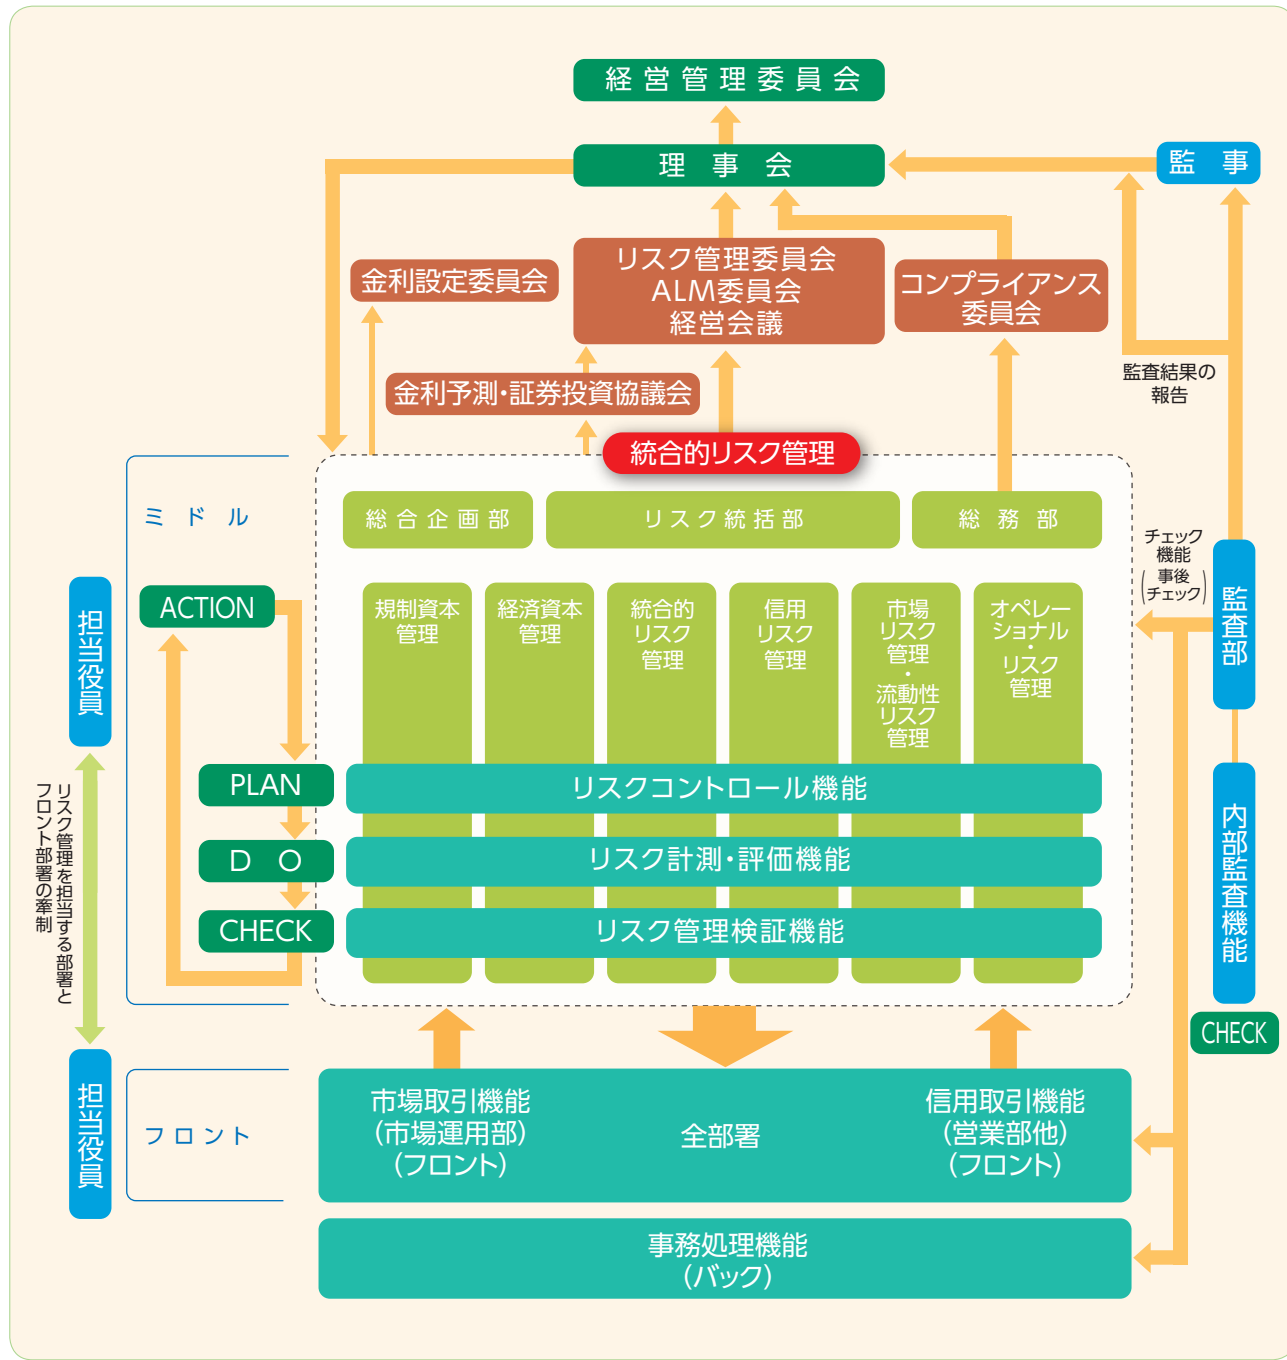 経営管理委員会
理事会
監事
リスク管理委員会
ALM委員会
経営会議
金利設定委員会
コンプライアンス
委員会
監査結果の
報告
金利予測・証券投資協議会
統合的リスク管理
ミドル
総合企画部
リスク統括部
総務部
チェック
機能
(事後
チェック)
監査部
担当役員
ACTION
規制資本
管理
経済資本
管理
統合的
リスク
管理
信用
リスク
管理
市場
リスク
管理
・
流動性
リスク
管理
オペレー
ショナル・
リスク
管理
PLAN
リスクコントロール機能
DO
リスク計測・評価機能
CHECK
リスク管理検証機能
内部監査機能
CHECK
リスク管理を担当する部署と
フロント部署の牽制
担当役員
フロント
市場取引機能
(市場運用部)
(フロント)
全部署
信用取引機能
(営業部他)
(フロント)
事務処理機能
(バック)